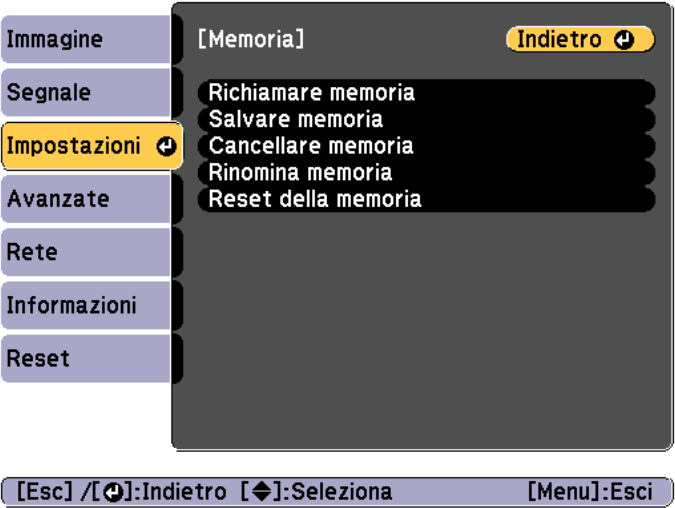 Immagine
Segnale
Impostazioni
Avanzate
Rete
Informazioni
Reset
[Memoria]
Indietro
Richiamare memoria
Salvare memoria
Cancellare memoria
Rinomina memoria
Reset della memoria
[Esc] /[⏎]:Indietro [◆]:Seleziona [Menu]:Esci